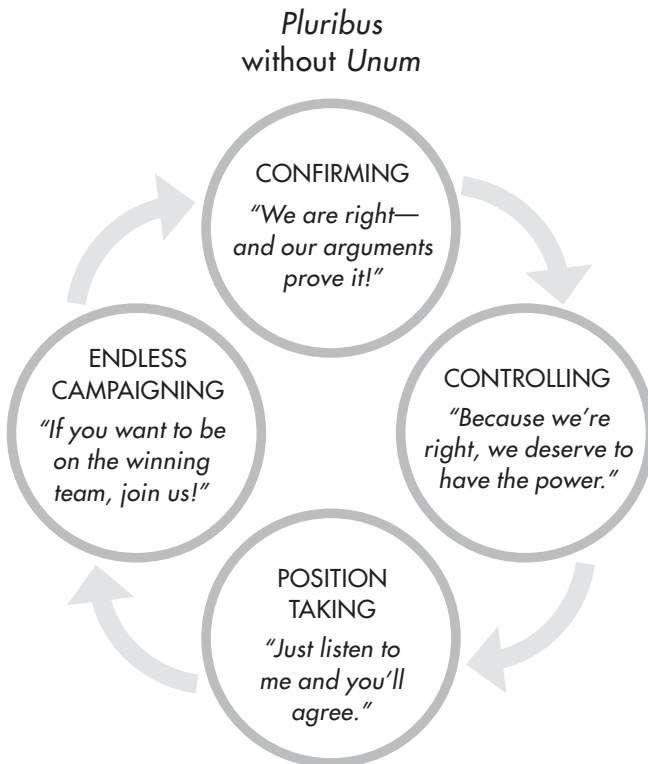 Pluribus
without Unum
CONFIRMING
“We are right—
and our arguments
prove it!”
CONTROLLING
“Because we’re
right, we deserve to
have the power.”
POSITION
TAKING
“Just listen to
me and you’ll
agree.”
ENDLESS
CAMPAIGNING
“If you want to be
on the winning
team, join us!”